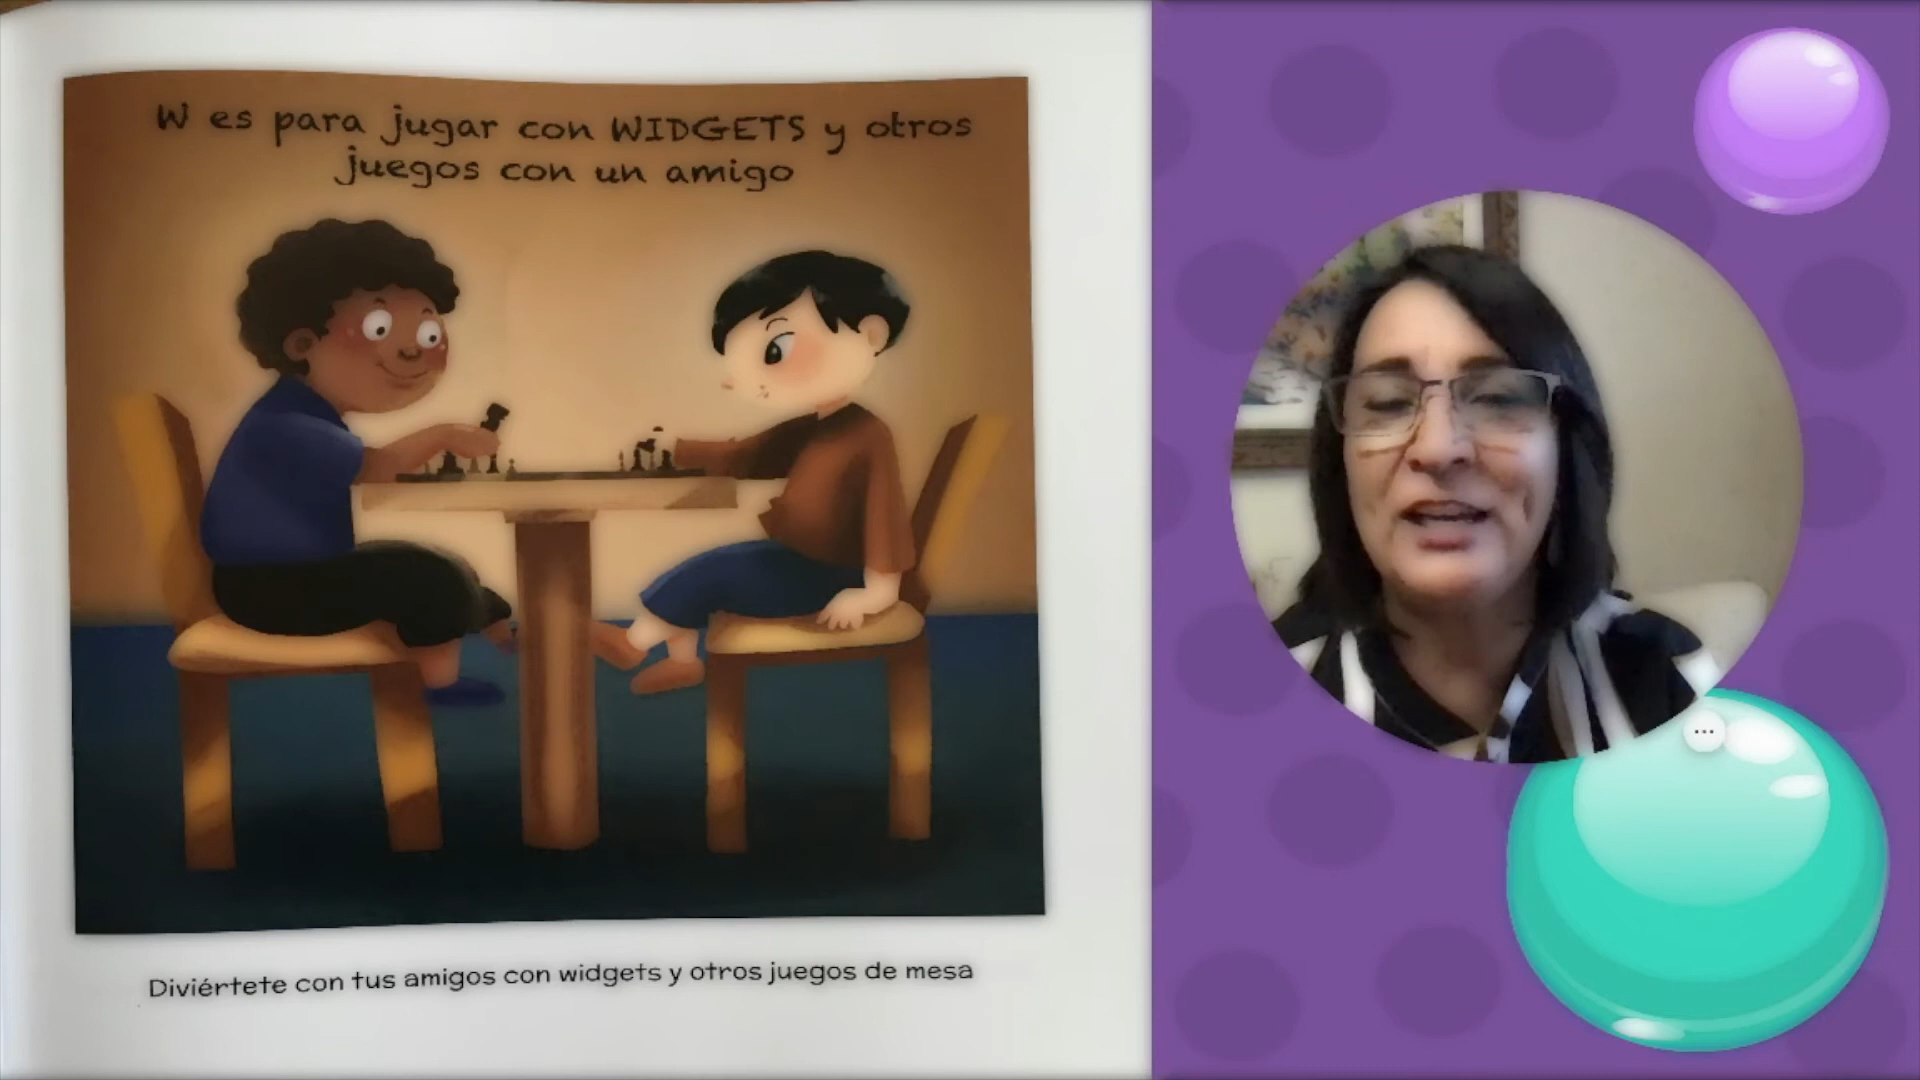 W es para jugar con WIDGETS y otros
juegos con un amigo
Diviértete con tus amigos con widgets y otros juegos de mesa